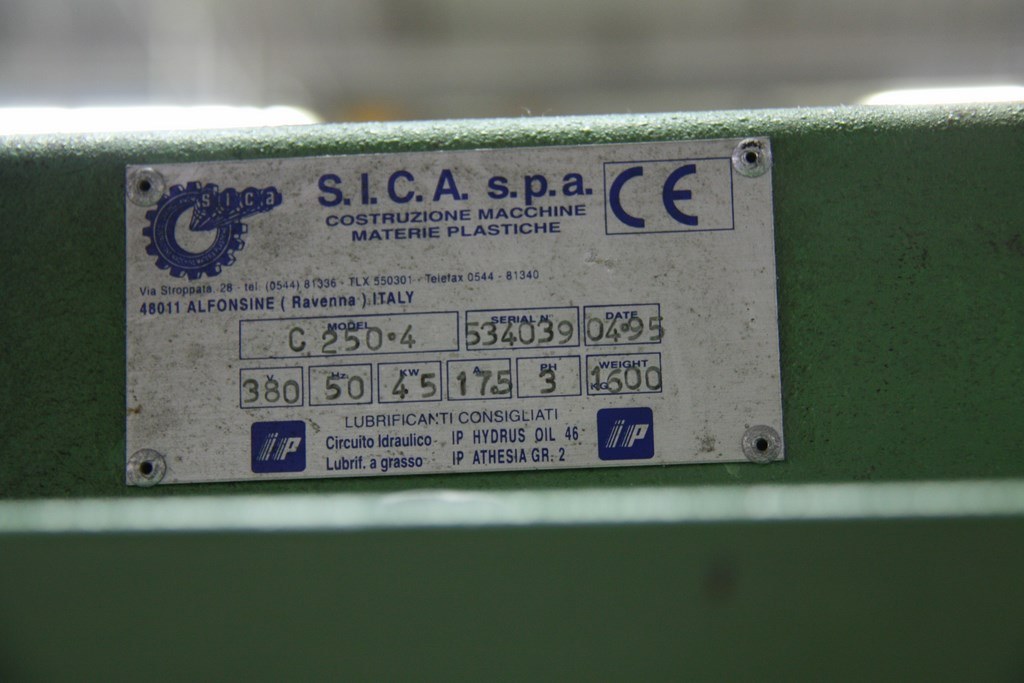 sica
S.I.C.A. s.p.a.
CE
COSTRUZIONE MACCHINE
MATERIE PLASTICHE
Via Stroppata, 28 - tel (0544) 81336 - TLX 550301 - Telefax 0544 - 81340
48011 ALFONSINE ( Ravenna ) ITALY
MODEL SERIAL N° DATE
C 250·4 534039 04·95
V Hz KW A. PH WEIGHT
380 50 45 17.5 3 KG 1600
LUBRIFICANTI CONSIGLIATI
IP Circuito Idraulico - IP HYDRUS OIL 46 IP
Lubrif. a grasso - IP ATHESIA GR. 2